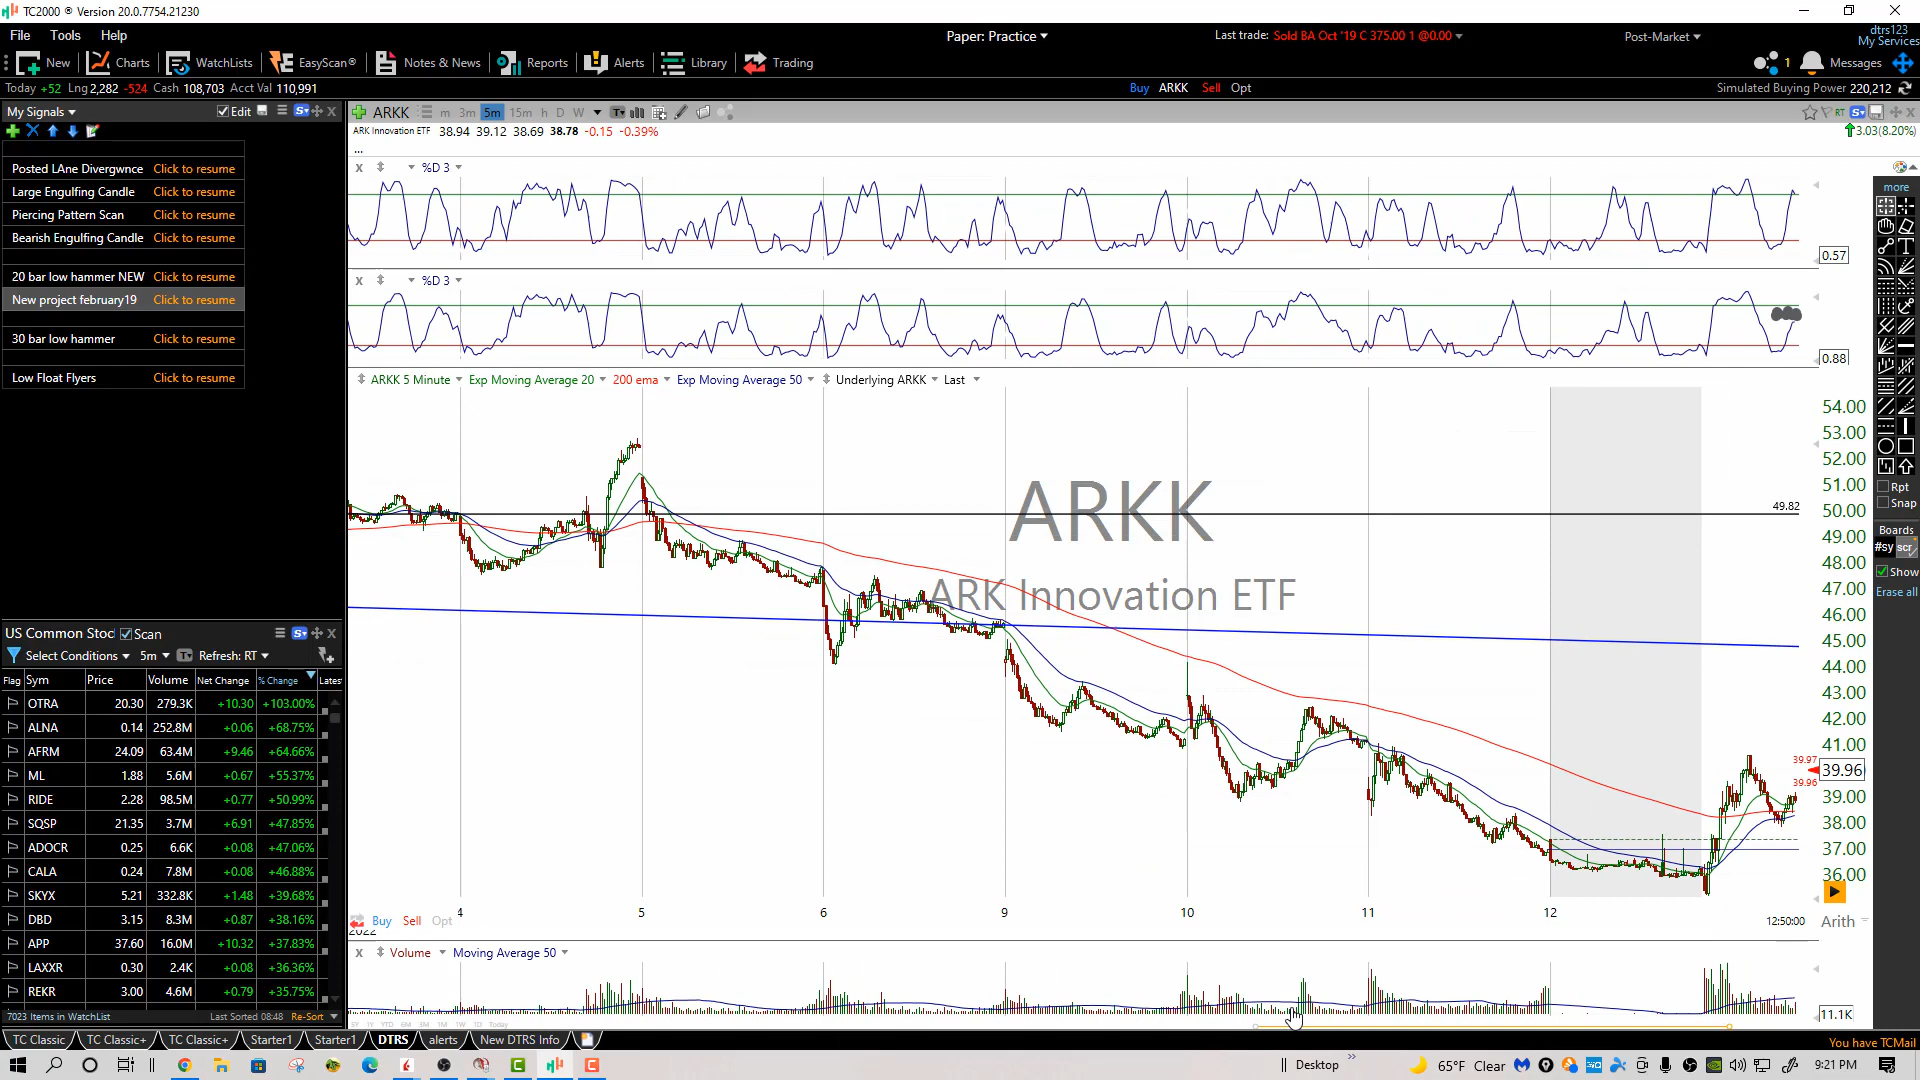 TC2000 ® Version 20.0.7754.21230
File Tools Help
Paper: Practice
Last trade: Sold BA Oct '19 C 375.00 1 @0.00
Post-Market
dtrs123
My Services
New Charts WatchLists EasyScan® Notes & News Reports Alerts Library Trading
1 Messages
Today +52 Lng 2,282 -524 Cash 108,703 Acct Val 110,991
Buy ARKK Sell Opt
Simulated Buying Power 220,212
My Signals Edit
ARKK m 3m 5m 15m h D W
RT
ARK Innovation ETF 38.94 39.12 38.69 38.78 -0.15 -0.39%
3.03(8.20%)
...
Posted LAne Divergwnce Click to resume
Large Engulfing Candle Click to resume
Piercing Pattern Scan Click to resume
Bearish Engulfing Candle Click to resume
20 bar low hammer NEW Click to resume
New project february19 Click to resume
30 bar low hammer Click to resume
Low Float Flyers Click to resume
%D 3
0.57
%D 3
0.88
more
ARKK 5 Minute Exp Moving Average 20 200 ema Exp Moving Average 50 Underlying ARKK Last
ARKK
ARK Innovation ETF
49.82
54.00
53.00
52.00
51.00
50.00
49.00
48.00
47.00
46.00
45.00
44.00
43.00
42.00
41.00
39.97
39.96
39.96
39.00
38.00
37.00
36.00
Rpt
Snap
Boards
#sy scr
Show
Erase all
4 5 6 9 10 11 12
12:50:00
Arith
Buy Sell Opt
2022
Volume Moving Average 50
11.1K
US Common Stoc Scan
Select Conditions 5m Refresh: RT
Flag Sym Price Volume Net Change % Change Latest
OTRA 20.30 279.3K +10.30 +103.00%
ALNA 0.14 252.8M +0.06 +68.75%
AFRM 24.09 63.4M +9.46 +64.66%
ML 1.88 5.6M +0.67 +55.37%
RIDE 2.28 98.5M +0.77 +50.99%
SQSP 21.35 3.7M +6.91 +47.85%
ADOCR 0.25 6.6K +0.08 +47.06%
CALA 0.24 7.8M +0.08 +46.88%
SKYX 5.21 332.8K +1.48 +39.68%
DBD 3.15 8.3M +0.87 +38.16%
APP 37.60 16.0M +10.32 +37.83%
LAXXR 0.30 2.4K +0.08 +36.36%
REKR 3.00 4.6M +0.79 +35.75%
7023 Items in WatchList Last Sorted 08:48 Re-Sort
TC Classic TC Classic+ TC Classic+ Starter1 Starter1 DTRS alerts New DTRS Info
You have TCMail
Desktop
65°F Clear
9:21 PM